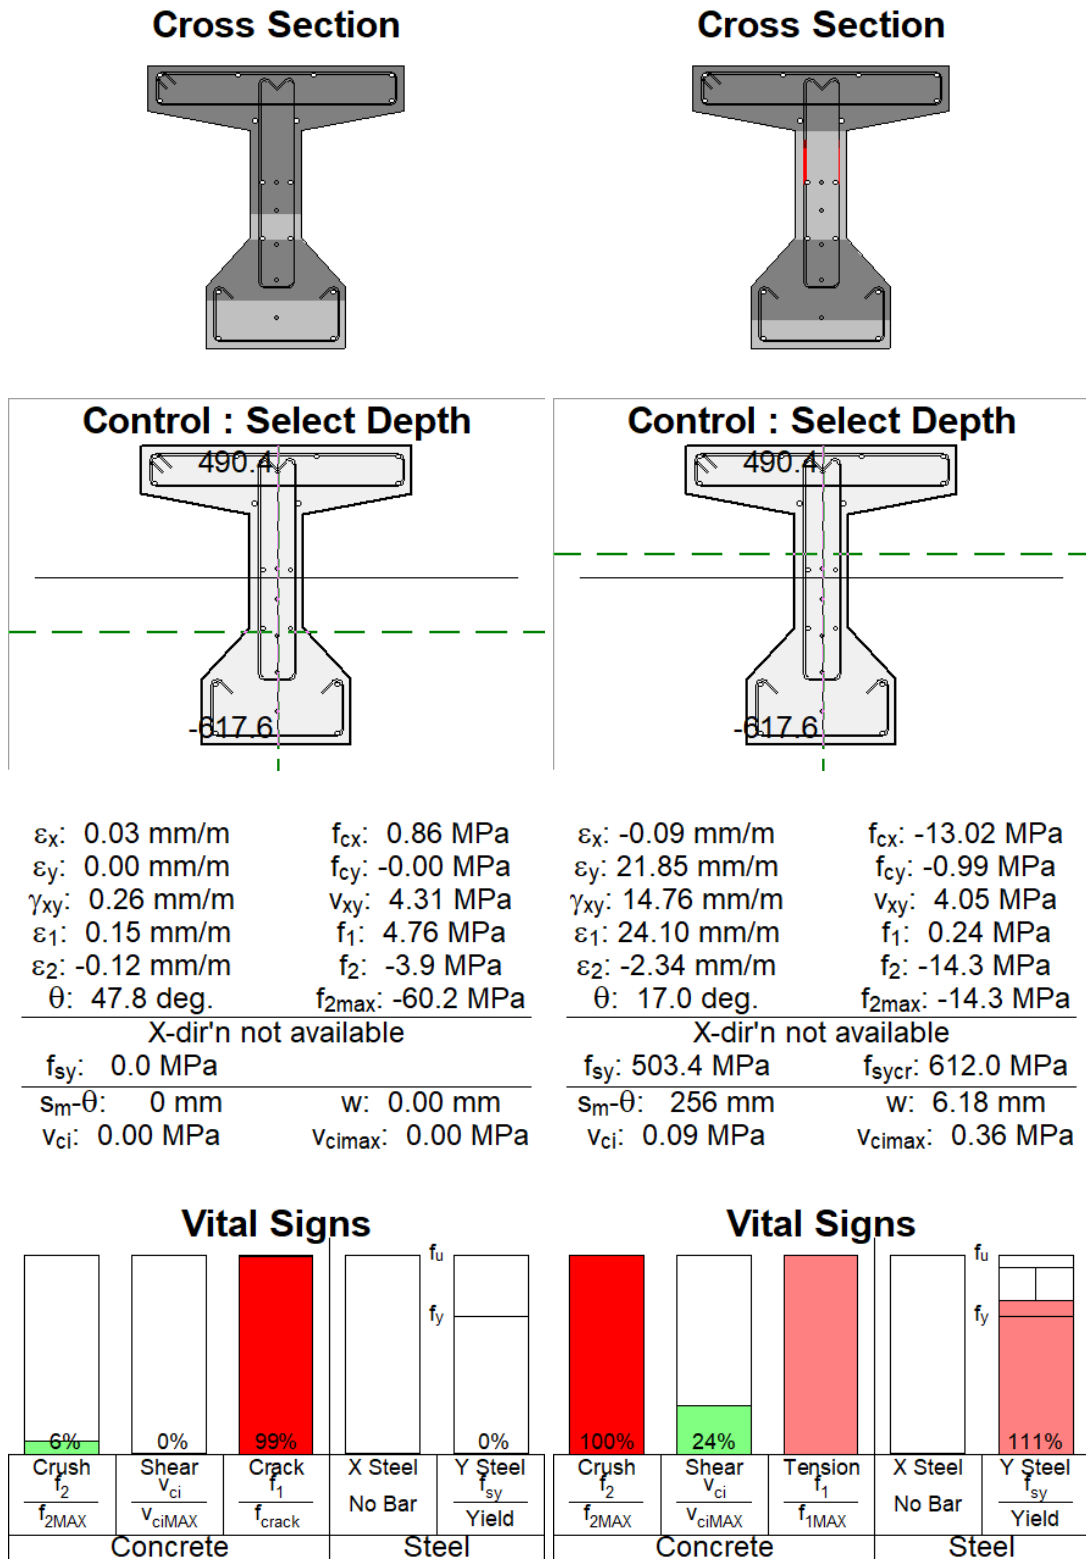 Cross Section
Cross Section
Control : Select Depth
490.4
-617.6
Control : Select Depth
490.4
-617.6
εx: 0.03 mm/m fcx: 0.86 MPa
εy: 0.00 mm/m fcy: -0.00 MPa
γxy: 0.26 mm/m vxy: 4.31 MPa
ε1: 0.15 mm/m f1: 4.76 MPa
ε2: -0.12 mm/m f2: -3.9 MPa
θ: 47.8 deg. f2max: -60.2 MPa
X-dir'n not available
fsy: 0.0 MPa
sm-θ: 0 mm w: 0.00 mm
vci: 0.00 MPa vcimax: 0.00 MPa
εx: -0.09 mm/m fcx: -13.02 MPa
εy: 21.85 mm/m fcy: -0.99 MPa
γxy: 14.76 mm/m vxy: 4.05 MPa
ε1: 24.10 mm/m f1: 0.24 MPa
ε2: -2.34 mm/m f2: -14.3 MPa
θ: 17.0 deg. f2max: -14.3 MPa
X-dir'n not available
fsy: 503.4 MPa fsycr: 612.0 MPa
sm-θ: 256 mm w: 6.18 mm
vci: 0.09 MPa vcimax: 0.36 MPa
Vital Signs
fu
fy
6% 0% 99% 0%
Crush Shear Crack X Steel Y Steel
f2 vci f1 No Bar fsy
f2MAX vciMAX fcrack Yield
Concrete Steel
Vital Signs
fu
fy
100% 24% 111%
Crush Shear Tension X Steel Y Steel
f2 vci f1 No Bar fsy
f2MAX vciMAX f1MAX Yield
Concrete Steel